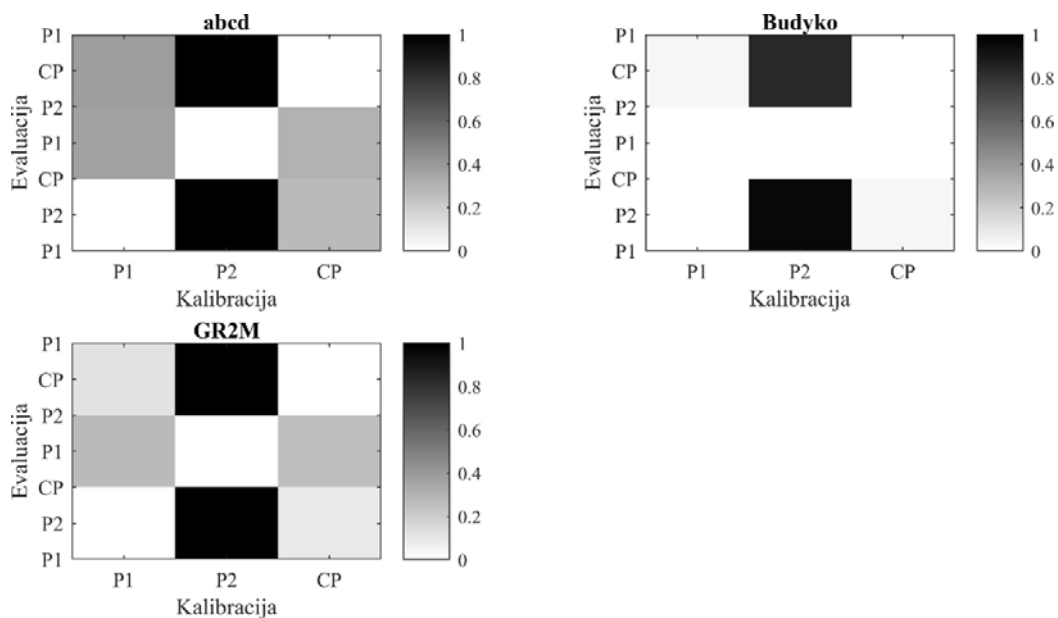 abcd
P1
CP
P2
P1
CP
P2
P1
Evaluacija
P1 P2 CP
Kalibracija
1
0.8
0.6
0.4
0.2
0
Budyko
P1
CP
P2
P1
CP
P2
P1
Evaluacija
P1 P2 CP
Kalibracija
1
0.8
0.6
0.4
0.2
0
GR2M
P1
CP
P2
P1
CP
P2
P1
Evaluacija
P1 P2 CP
Kalibracija
1
0.8
0.6
0.4
0.2
0